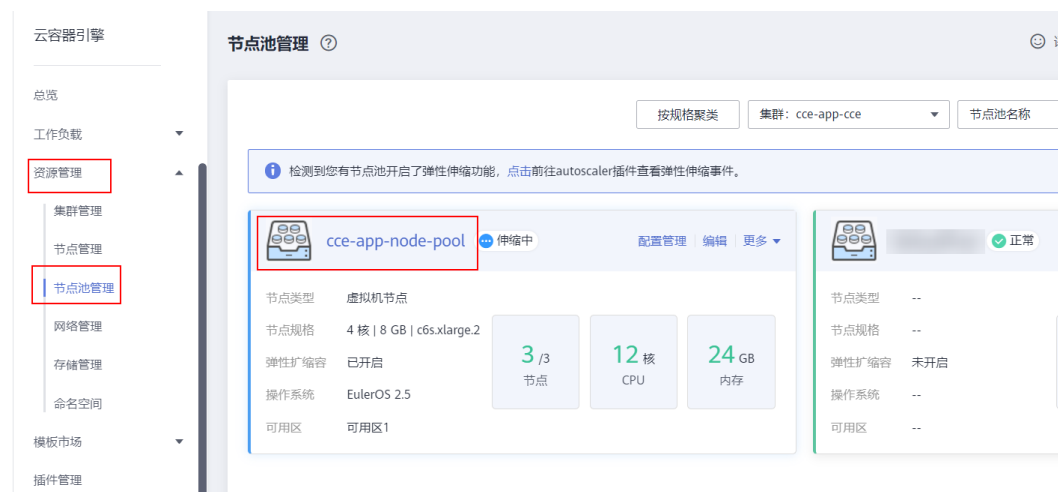 云容器引擎
总览
工作负载
资源管理
集群管理
节点管理
节点池管理
网络管理
存储管理
命名空间
模板市场
插件管理
节点池管理 ?
按规格聚类 集群：cce-app-cce 节点池名称
检测到您有节点池开启了弹性伸缩功能，点击前往autoscaler插件查看弹性伸缩事件。
cce-app-node-pool 伸缩中 配置管理 编辑 更多
节点类型 虚拟机节点
节点规格 4 核 | 8 GB | c6s.xlarge.2
弹性扩缩容 已开启
操作系统 EulerOS 2.5
可用区 可用区1
3 /3
节点
12 核
CPU
24 GB
内存
正常
节点类型 --
节点规格 --
弹性扩缩容 未开启
操作系统 --
可用区 --